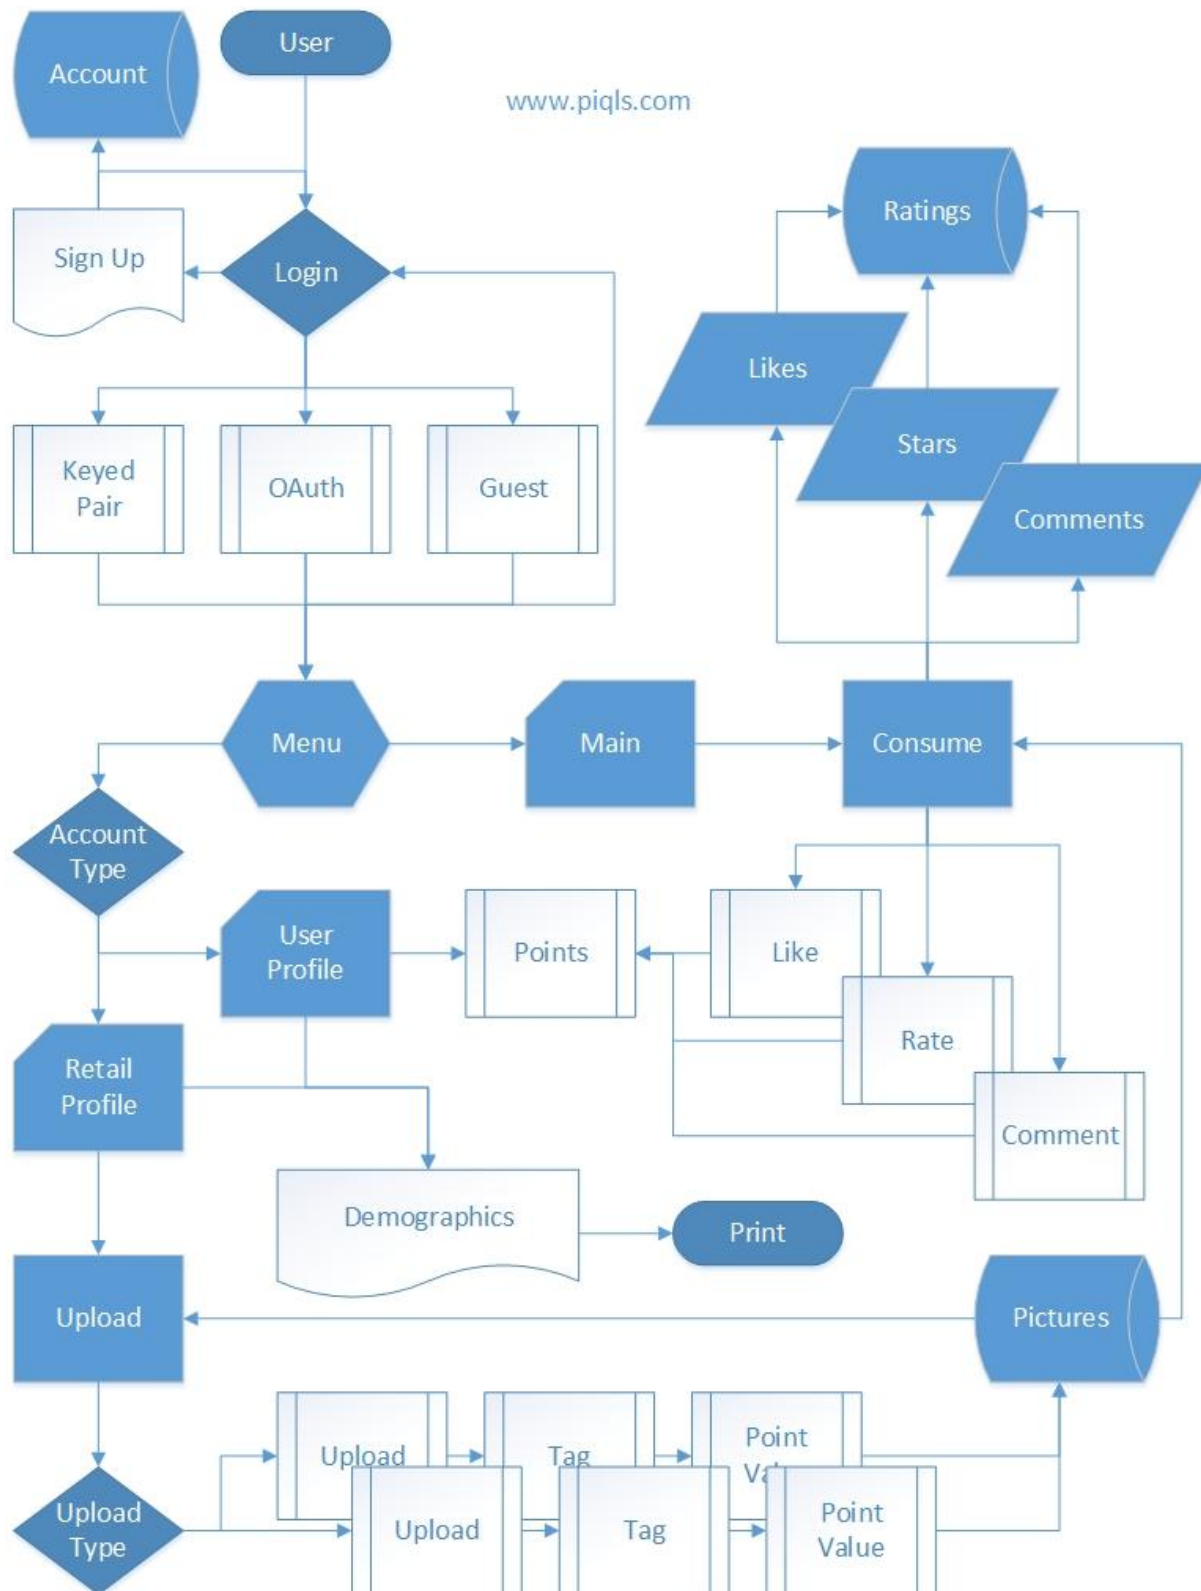 User
Account
www.piqls.com
Ratings
Sign Up
Login
Likes
Stars
Keyed
Pair
OAuth
Guest
Comments
Menu
Main
Consume
Account
Type
User
Profile
Points
Like
Rate
Retail
Profile
Comment
Demographics
Print
Upload
Pictures
Upload
Tag
Point
Upload
Type
Upload
Tag
Point
Value